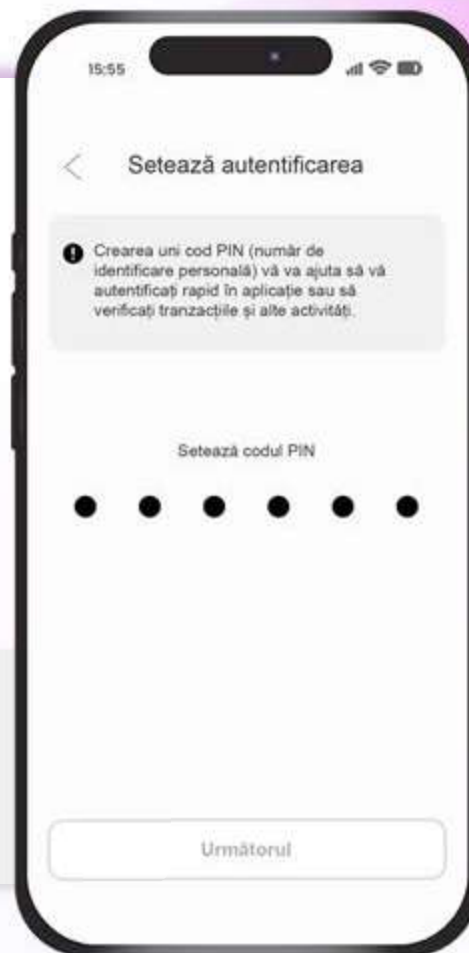 15:55
Setează autentificarea
Crearea uni cod PIN (număr de
identificare personală) vă va ajuta să vă
autentificați rapid în aplicație sau să
verificați tranzacțiile și alte activități.
Setează codul PIN
Următorul